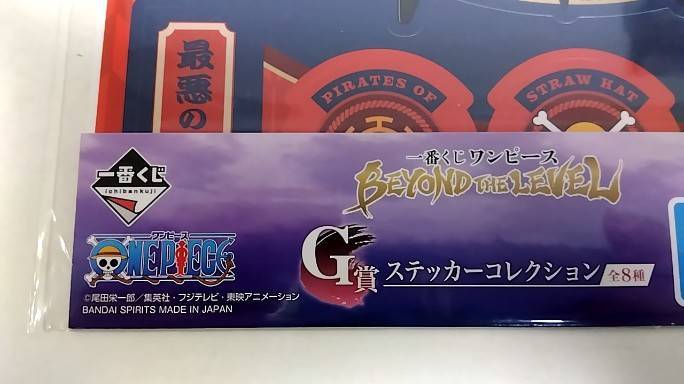 最悪の
PIRATES OF
STRAW HAT
一番くじ
ichibankuji
一番くじ ワンピース
BEYOND THE LEVEL
ワンピース
ONE PIECE
G賞 ステッカーコレクション 全8種
©尾田栄一郎/集英社・フジテレビ・東映アニメーション
BANDAI SPIRITS MADE IN JAPAN